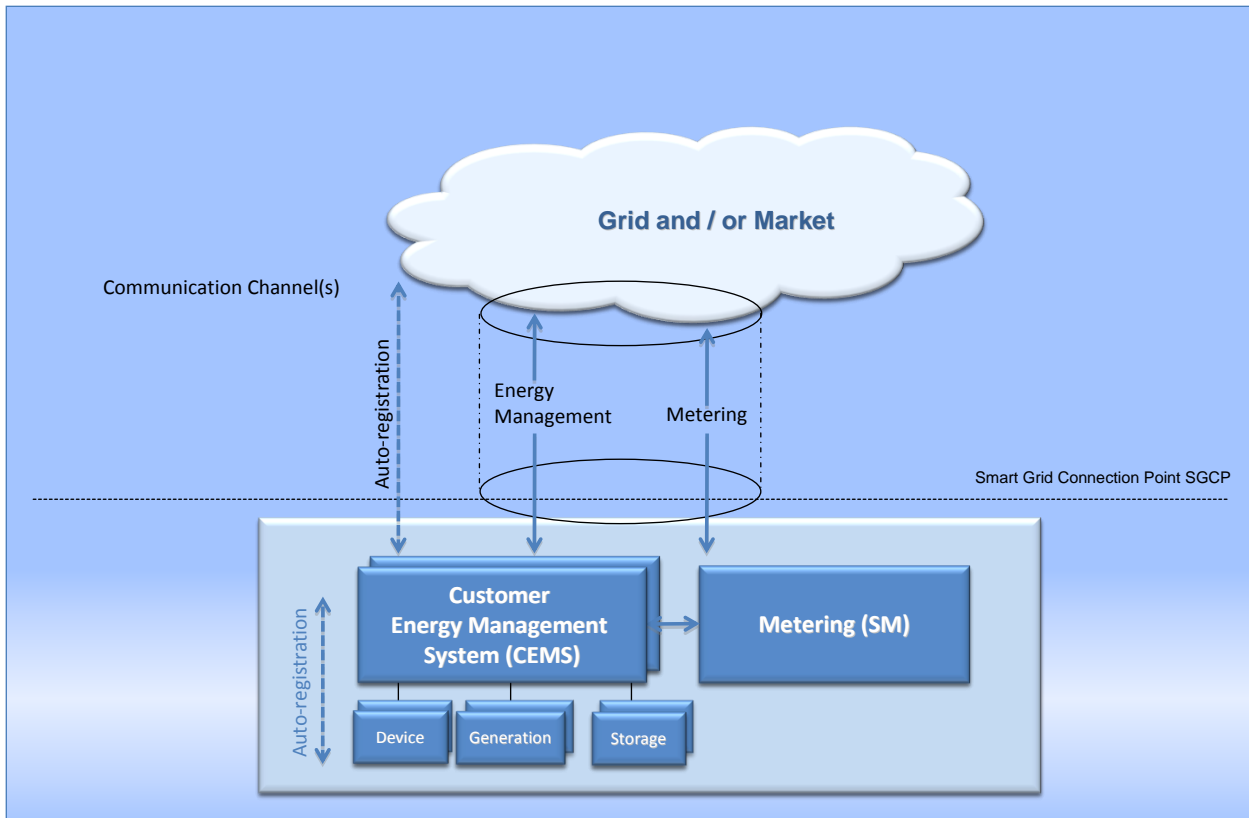 Grid and / or Market
Communication Channel(s)
Auto-registration
Energy
Management
Metering
Smart Grid Connection Point SGCP
Customer
Energy Management
System (CEMS)
Metering (SM)
Auto-registration
Device
Generation
Storage